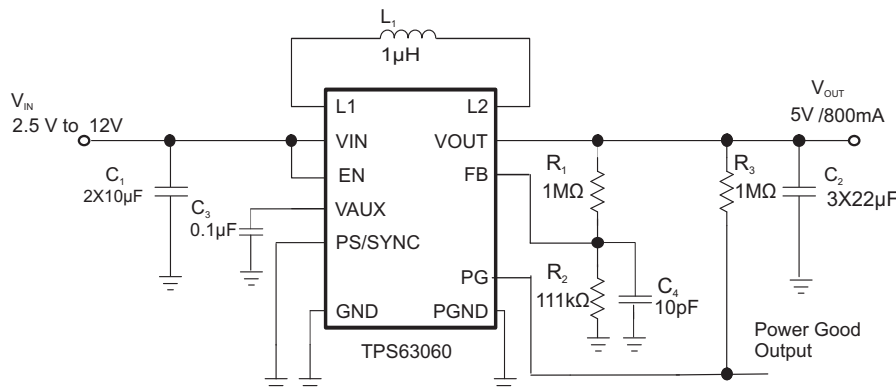 L1
1µH
VIN
2.5 V to 12V
VOUT
5V /800mA
L1
L2
VIN
VOUT
EN
FB
VAUX
PS/SYNC
PG
GND
PGND
TPS63060
C1
2X10µF
C3
0.1µF
R1
1MΩ
R3
1MΩ
C2
3X22µF
R2
111kΩ
C4
10pF
Power Good
Output